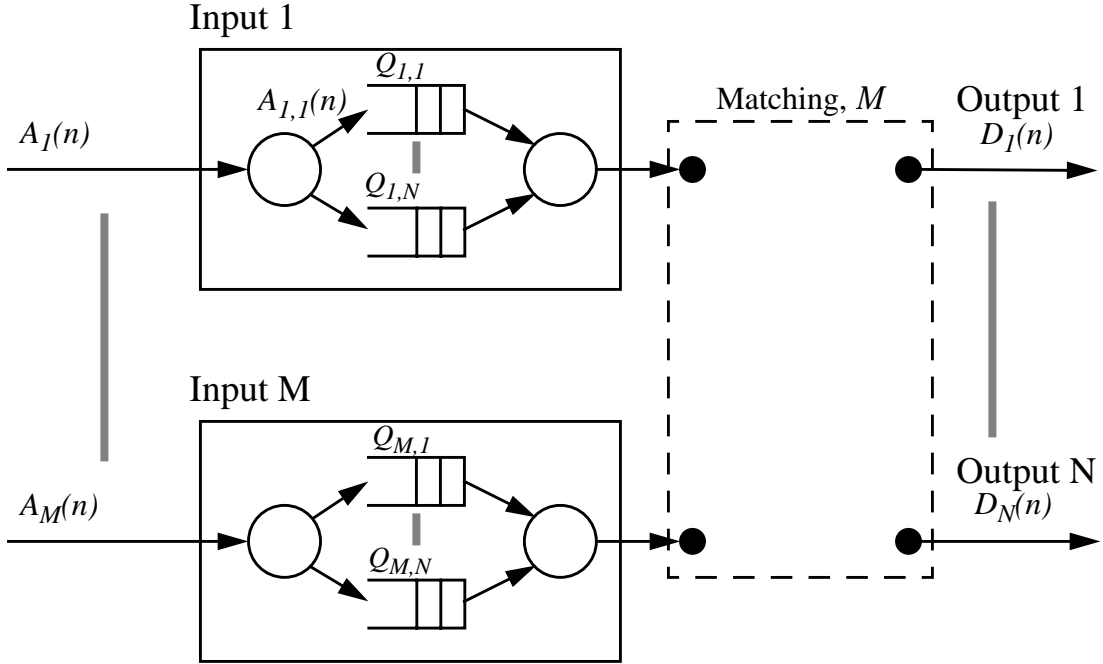 Input 1
Q1,1
A1,1(n)
Matching, M
Output 1
A1(n)
D1(n)
Q1,N
Input M
QM,1
Output N
AM(n)
DN(n)
QM,N